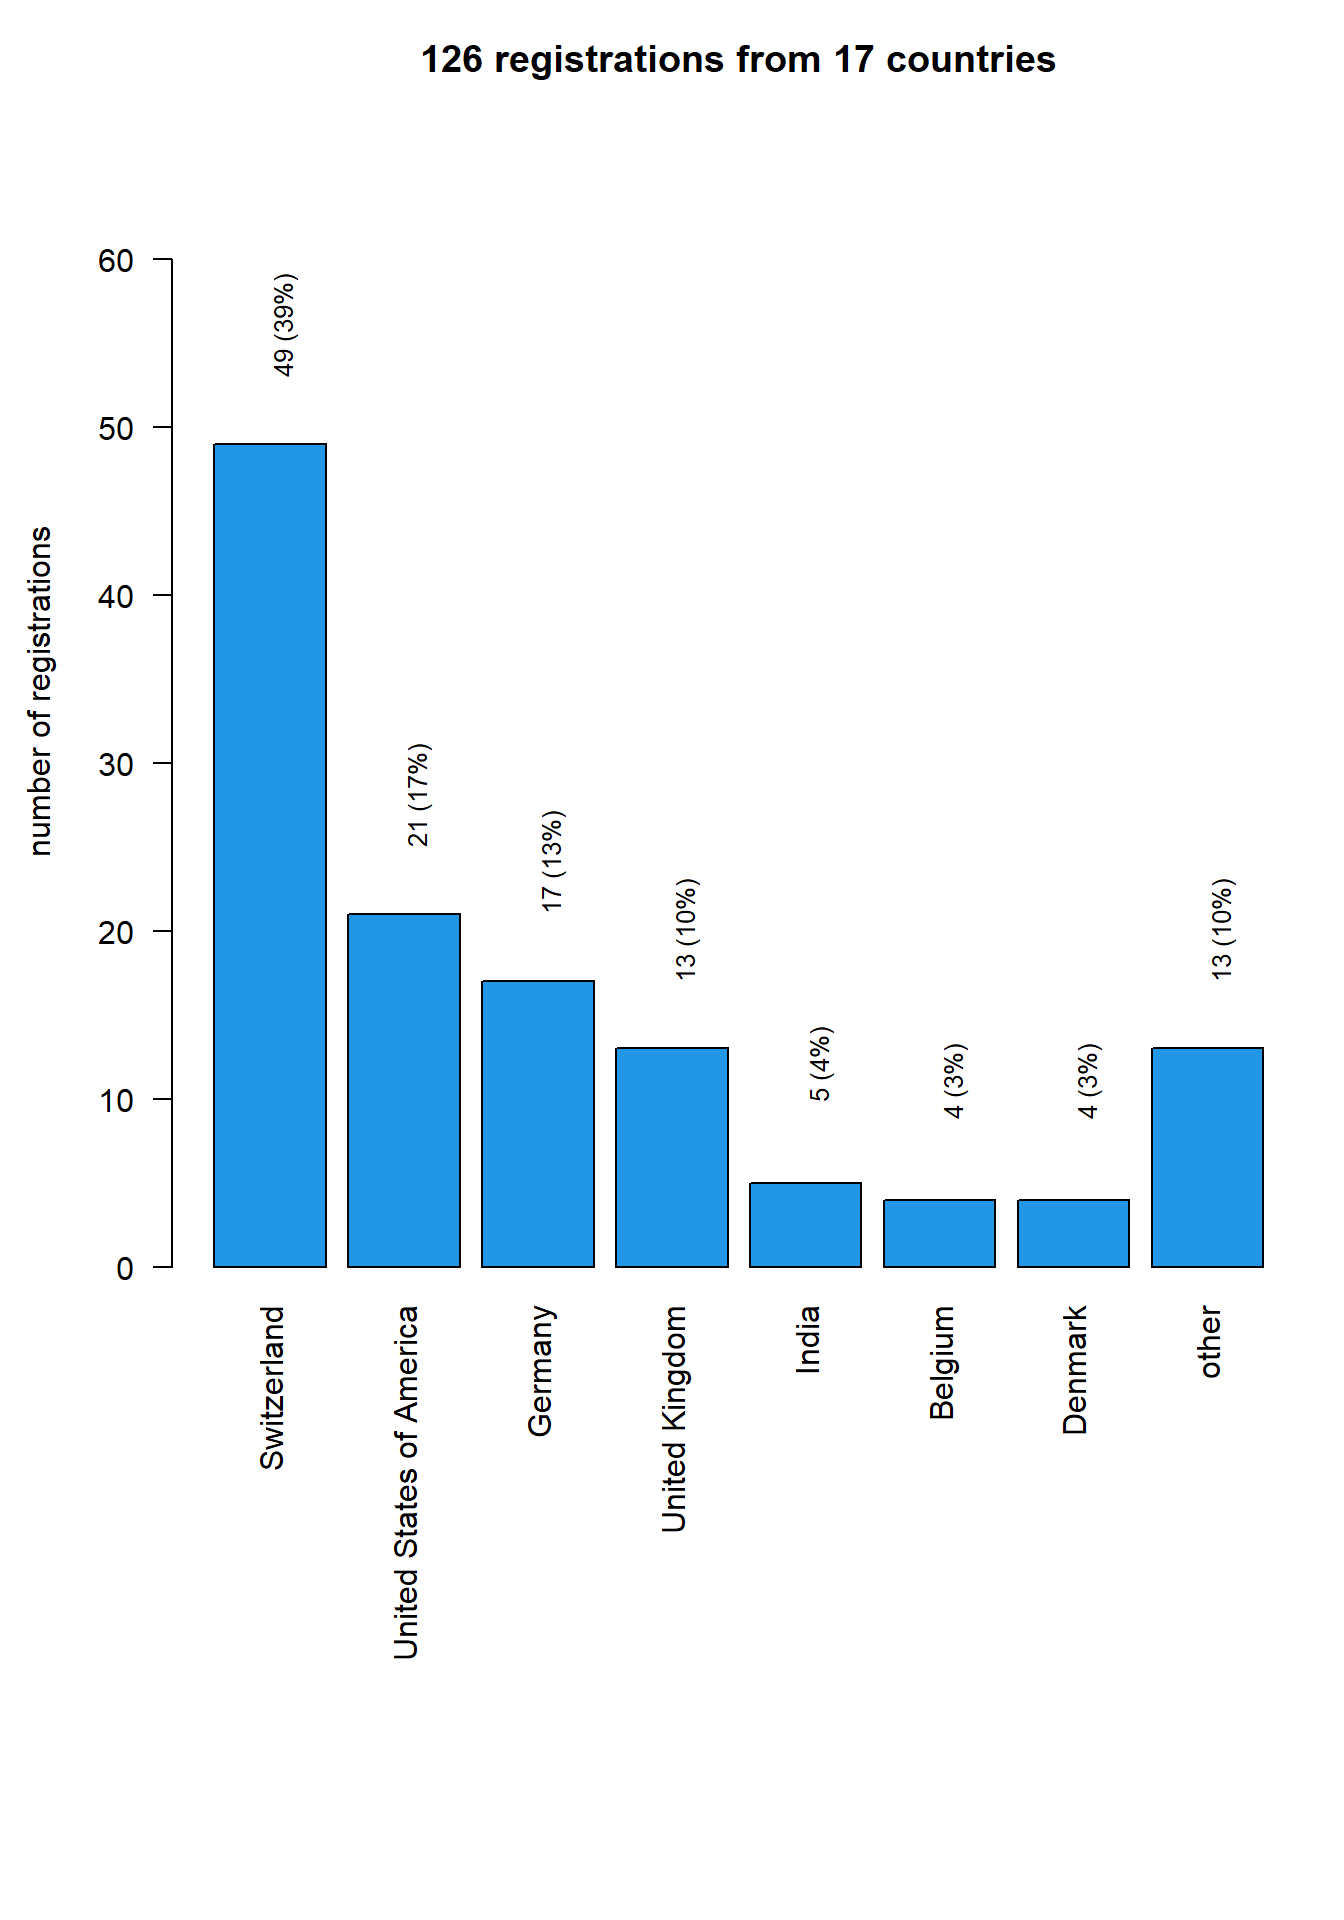 126 registrations from 17 countries
number of registrations
60
50
40
30
20
10
0
49 (39%)
21 (17%)
17 (13%)
13 (10%)
5 (4%)
4 (3%)
4 (3%)
13 (10%)
Switzerland
United States of America
Germany
United Kingdom
India
Belgium
Denmark
other